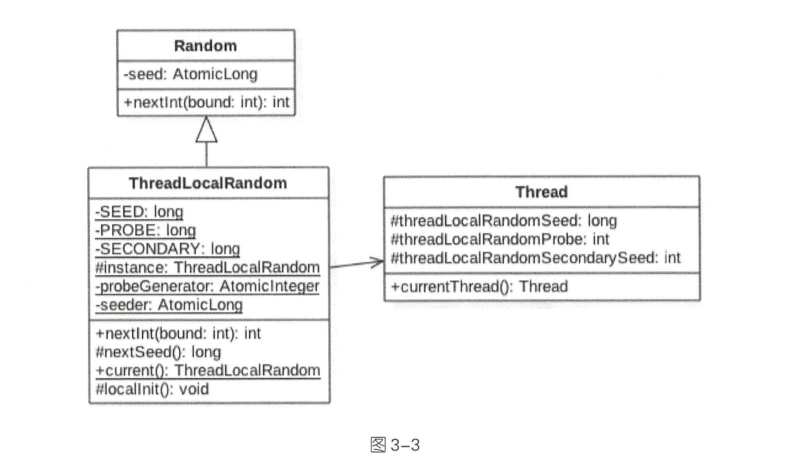 Random
-seed: AtomicLong
+nextInt(bound: int): int
ThreadLocalRandom
-SEED: long
-PROBE: long
-SECONDARY: long
#instance: ThreadLocalRandom
-probeGenerator: AtomicInteger
-seeder: AtomicLong
+nextInt(bound: int): int
#nextSeed(): long
+current(): ThreadLocalRandom
#localInit(): void
Thread
#threadLocalRandomSeed: long
#threadLocalRandomProbe: int
#threadLocalRandomSecondarySeed: int
+currentThread(): Thread
图 3-3